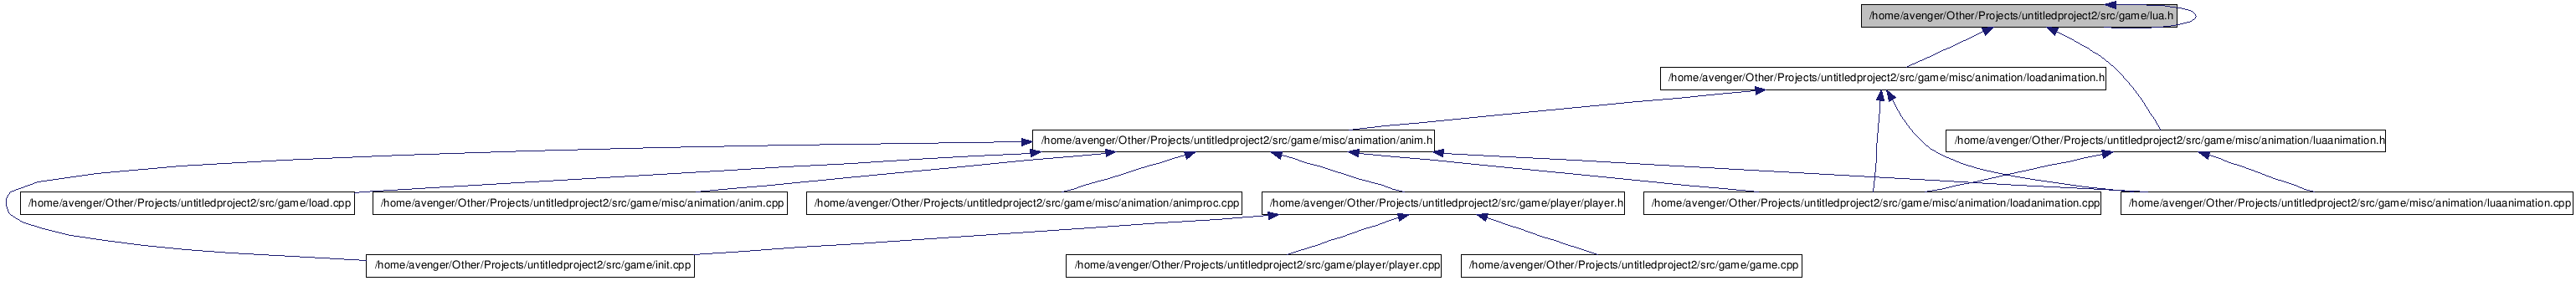 /home/avenger/Other/Projects/untitledproject2/src/game/lua.h
/home/avenger/Other/Projects/untitledproject2/src/game/misc/animation/loadanimation.h
/home/avenger/Other/Projects/untitledproject2/src/game/misc/animation/anim.h
/home/avenger/Other/Projects/untitledproject2/src/game/misc/animation/luaanimation.h
/home/avenger/Other/Projects/untitledproject2/src/game/load.cpp
/home/avenger/Other/Projects/untitledproject2/src/game/misc/animation/anim.cpp
/home/avenger/Other/Projects/untitledproject2/src/game/misc/animation/animproc.cpp
/home/avenger/Other/Projects/untitledproject2/src/game/player/player.h
/home/avenger/Other/Projects/untitledproject2/src/game/misc/animation/loadanimation.cpp
/home/avenger/Other/Projects/untitledproject2/src/game/misc/animation/luaanimation.cpp
/home/avenger/Other/Projects/untitledproject2/src/game/init.cpp
/home/avenger/Other/Projects/untitledproject2/src/game/player/player.cpp
/home/avenger/Other/Projects/untitledproject2/src/game/game.cpp